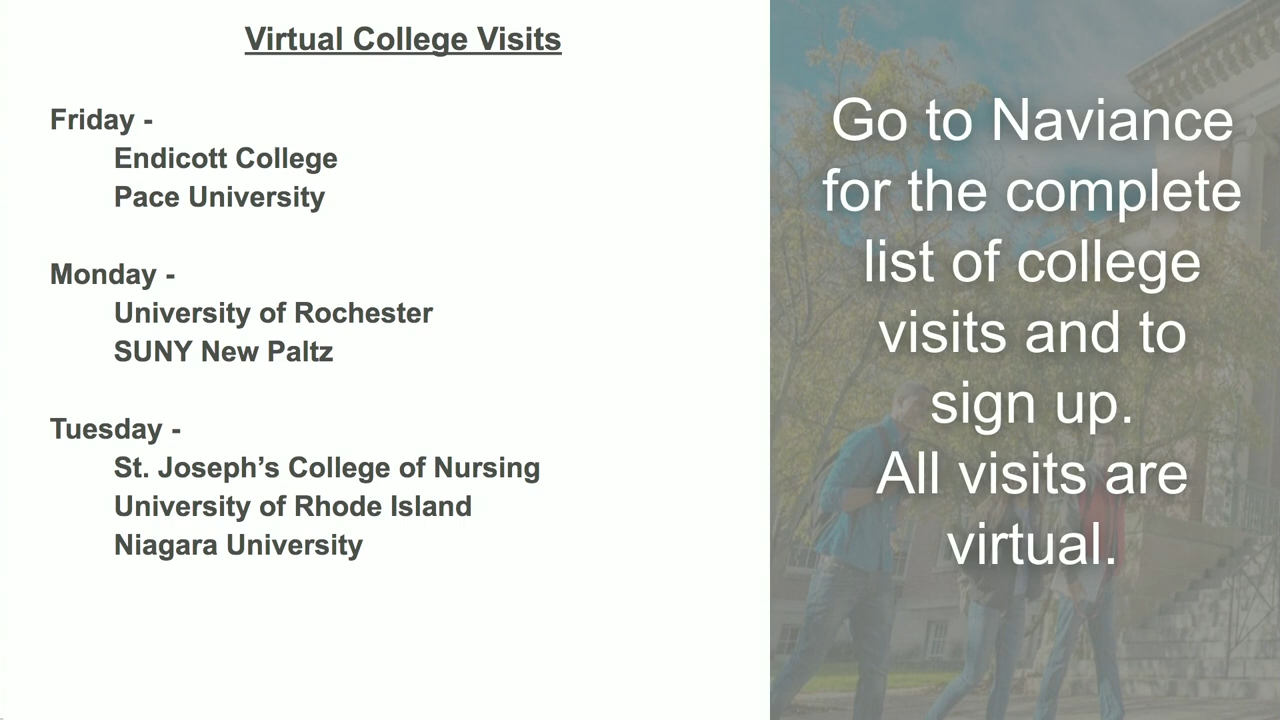 Virtual College Visits
Friday -
Endicott College
Pace University
Monday -
University of Rochester
SUNY New Paltz
Tuesday -
St. Joseph’s College of Nursing
University of Rhode Island
Niagara University
Go to Naviance
for the complete
list of college
visits and to
sign up.
All visits are
virtual.